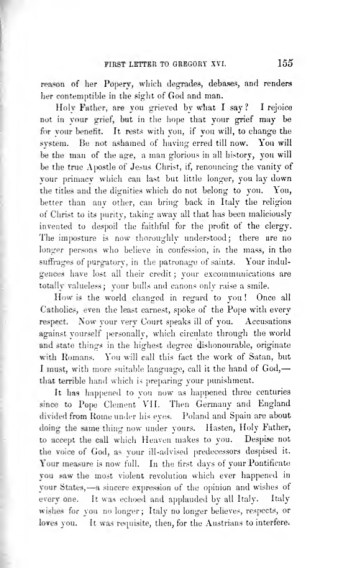 FIRST LETTER TO GREGORY XVI. 155
reason of her Popery, which degrades, debases, and renders
her contemptible in the sight of God and man.
Holy Father, are you grieved by what I say? I rejoice
not in your grief, but in the hope that your grief may be
for your benefit. It rests with you, if you will, to change the
system. Be not ashamed of having erred till now. You will
be the man of the age, a man glorious in all history, you will
be the true Apostle of Jesus Christ, if, renouncing the vanity of
your primacy which can last but little longer, you lay down
the titles and the dignities which do not belong to you. You,
better than any other, can bring back in Italy the religion
of Christ to its purity, taking away all that has been maliciously
invented to despoil the faithful for the profit of the clergy.
The imposture is now thoroughly understood; there are no
longer persons who believe in confession, in the mass, in the
suffrages of purgatory, in the patronage of saints. Your indul-
gences have lost all their credit; your excommunications are
totally valueless; your bulls and canons only raise a smile.
How is the world changed in regard to you! Once all
Catholics, even the least earnest, spoke of the Pope with every
respect. Now your very Court speaks ill of you. Accusations
against yourself personally, which circulate through the world
and state things in the highest degree dishonourable, originate
with Romans. You will call this fact the work of Satan, but
I must, with more suitable language, call it the hand of God,—
that terrible hand which is preparing your punishment.
It has happened to you now as happened three centuries
since to Pope Clement VII. Then Germany and England
divided from Rome under his eyes. Poland and Spain are about
doing the same thing now under yours. Hasten, Holy Father,
to accept the call which Heaven makes to you. Despise not
the voice of God, as your ill-advised predecessors despised it.
Your measure is now full. In the first days of your Pontificate
you saw the most violent revolution which ever happened in
your States,—a sincere expression of the opinion and wishes of
every one. It was echoed and applauded by all Italy. Italy
wishes for you no longer; Italy no longer believes, respects, or
loves you. It was requisite, then, for the Austrians to interfere.